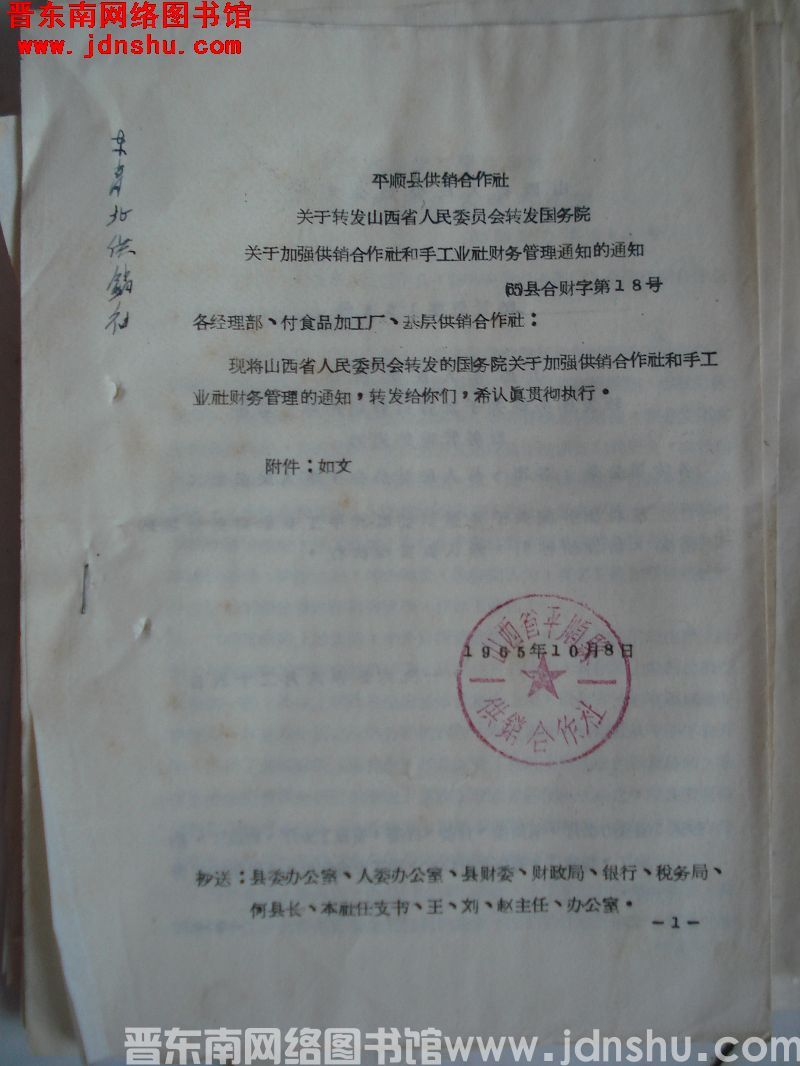 晋东南网络图书馆
www.jdnshu.com
东青北供销社
平顺县供销合作社
关于转发山西省人民委员会转发国务院
关于加强供销合作社和手工业社财务管理通知的通知
(65)县合财字第18号
各经理部、付食品加工厂、基层供销合作社：
现将山西省人民委员会转发的国务院关于加强供销合作社和手工
业社财务管理的通知，转发给你们，希认眞贯彻执行。
附件：如文
1965年10月8日
山西省平顺县
供销合作社
抄送：县委办公室、人委办公室、县财委、财政局、银行、税务局、
何县长、本社任支书、王、刘、赵主任、办公室。
—1—
晋东南网络图书馆www.jdnshu.com